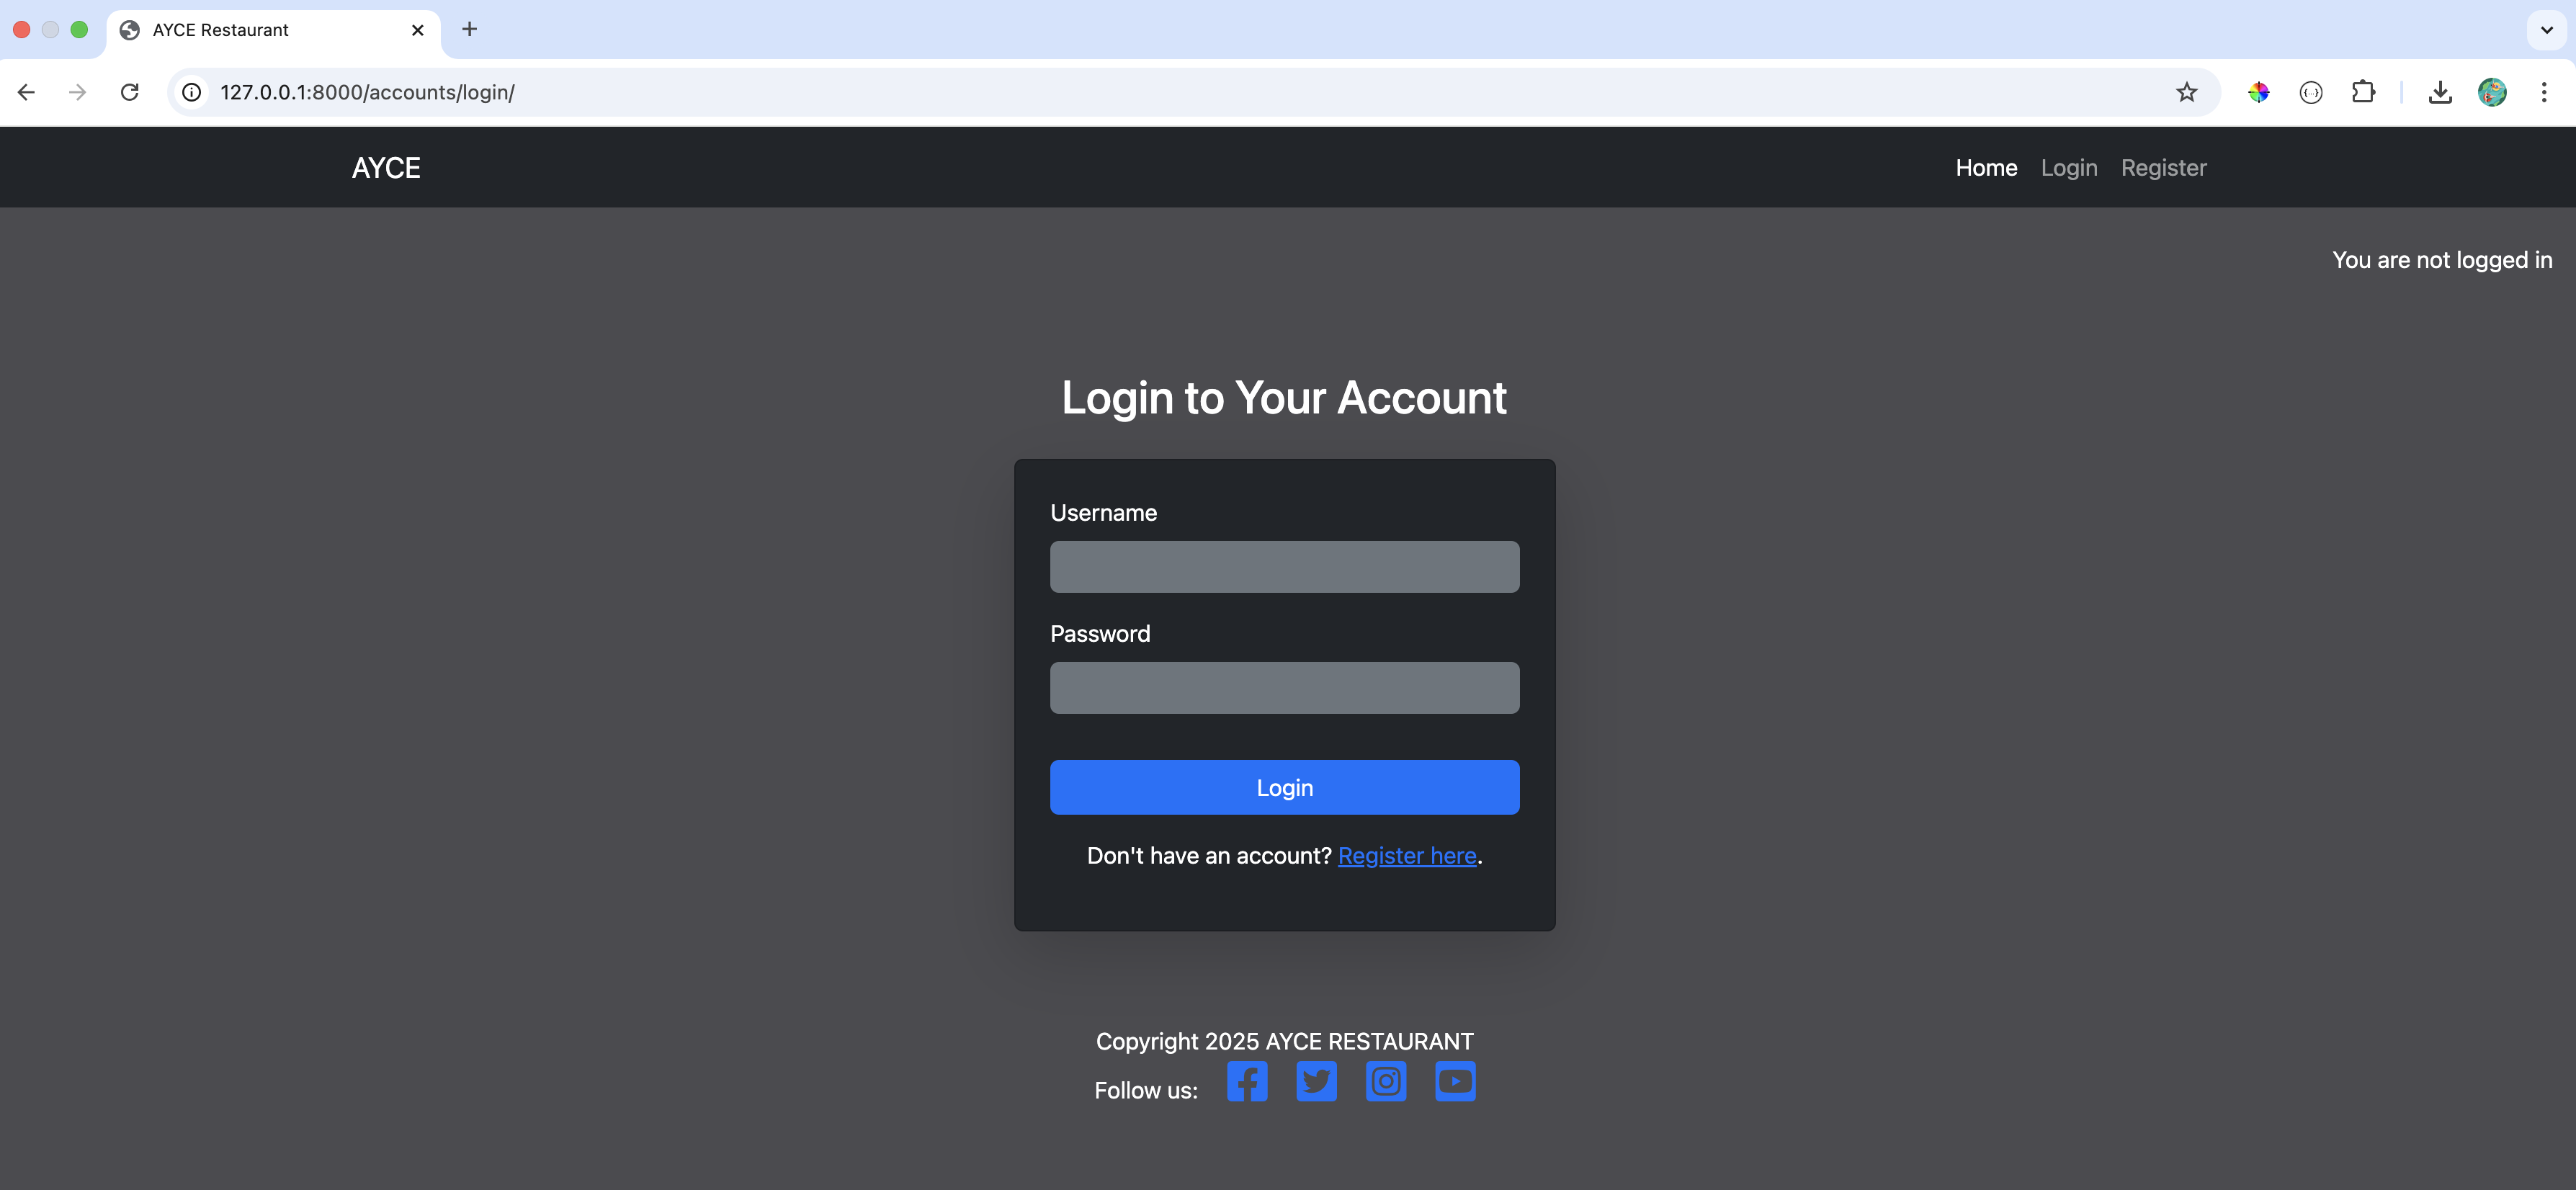 AYCE Restaurant
127.0.0.1:8000/accounts/login/
AYCE
Home Login Register
You are not logged in
Login to Your Account
Username
Password
Login
Don't have an account? Register here.
Copyright 2025 AYCE RESTAURANT
Follow us: